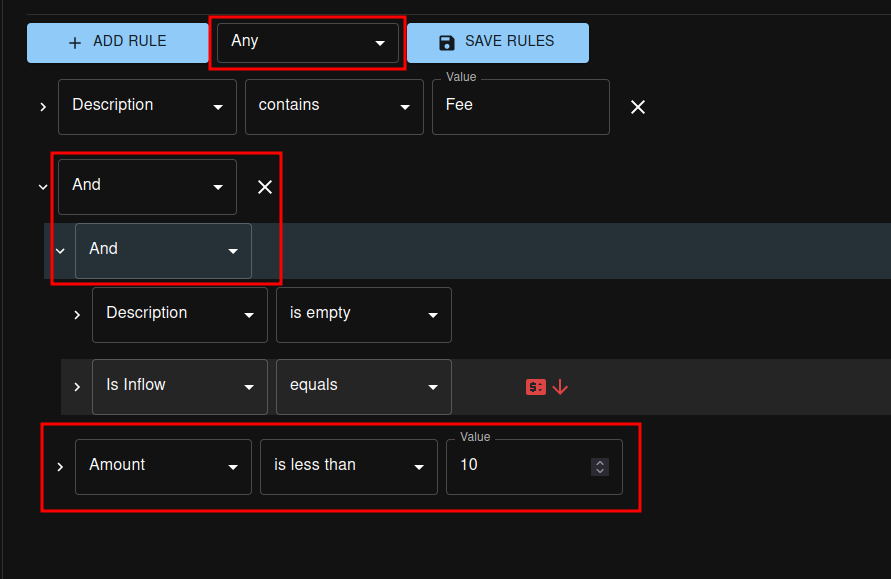 ADD RULE Any SAVE RULES
Value
Description contains Fee
And
And
Description is empty
Is Inflow equals
Value
Amount is less than 10